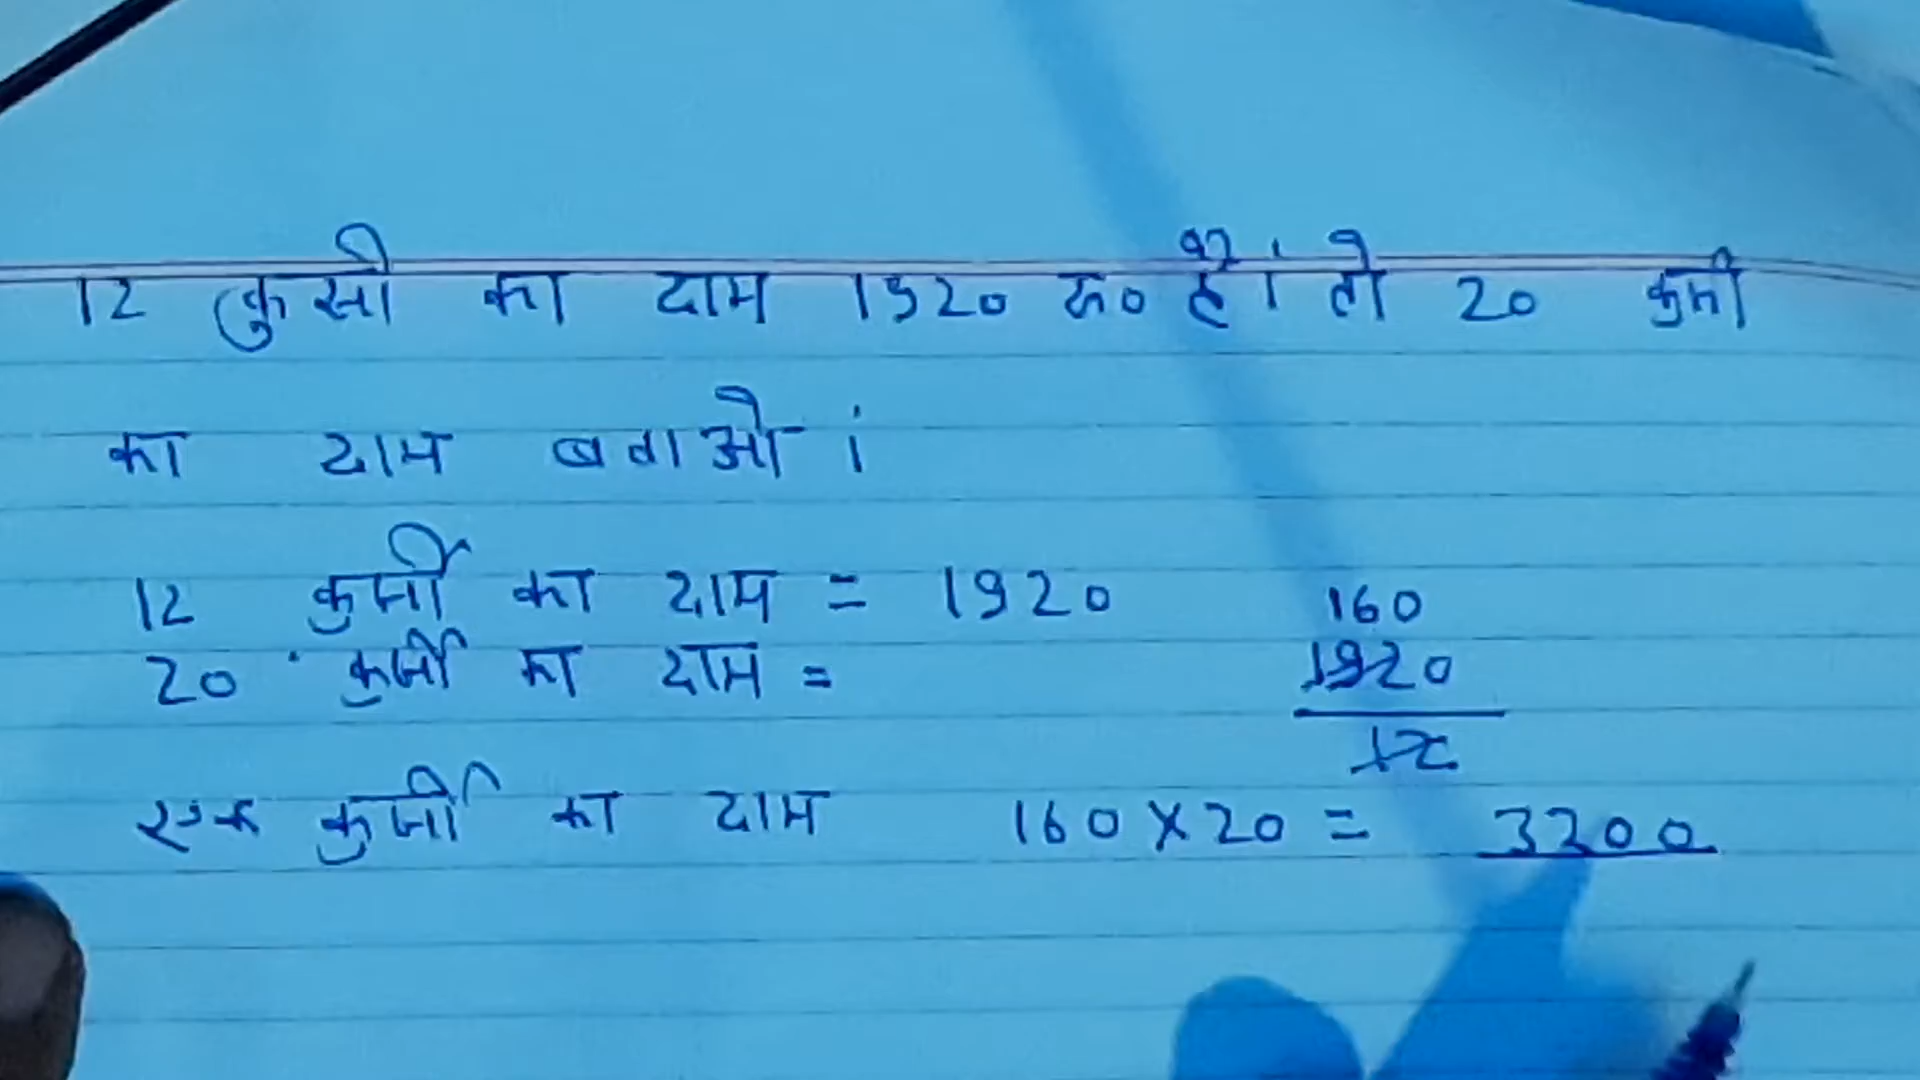 12 कुर्सी का दाम 1920 रू० है । तो 20 कुर्सी
का दाम बताओ ।
12 कुर्सी का दाम = 1920
160
20 कुर्सी का दाम =
1920
12
एक कुर्सी का दाम 160 × 20 = 3200